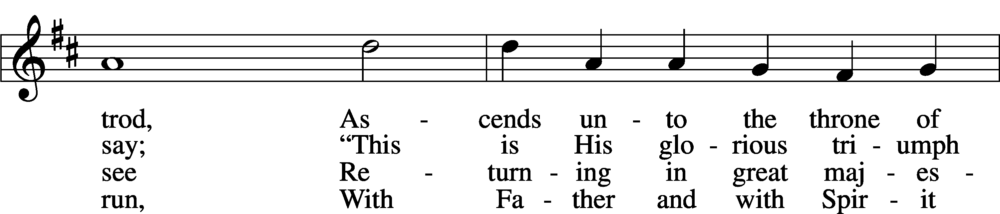 trod, As - cends un - to the throne of
say; “This is His glo - rious tri - umph
see Re - turn - ing in great maj - es -
run, With Fa - ther and with Spir - it